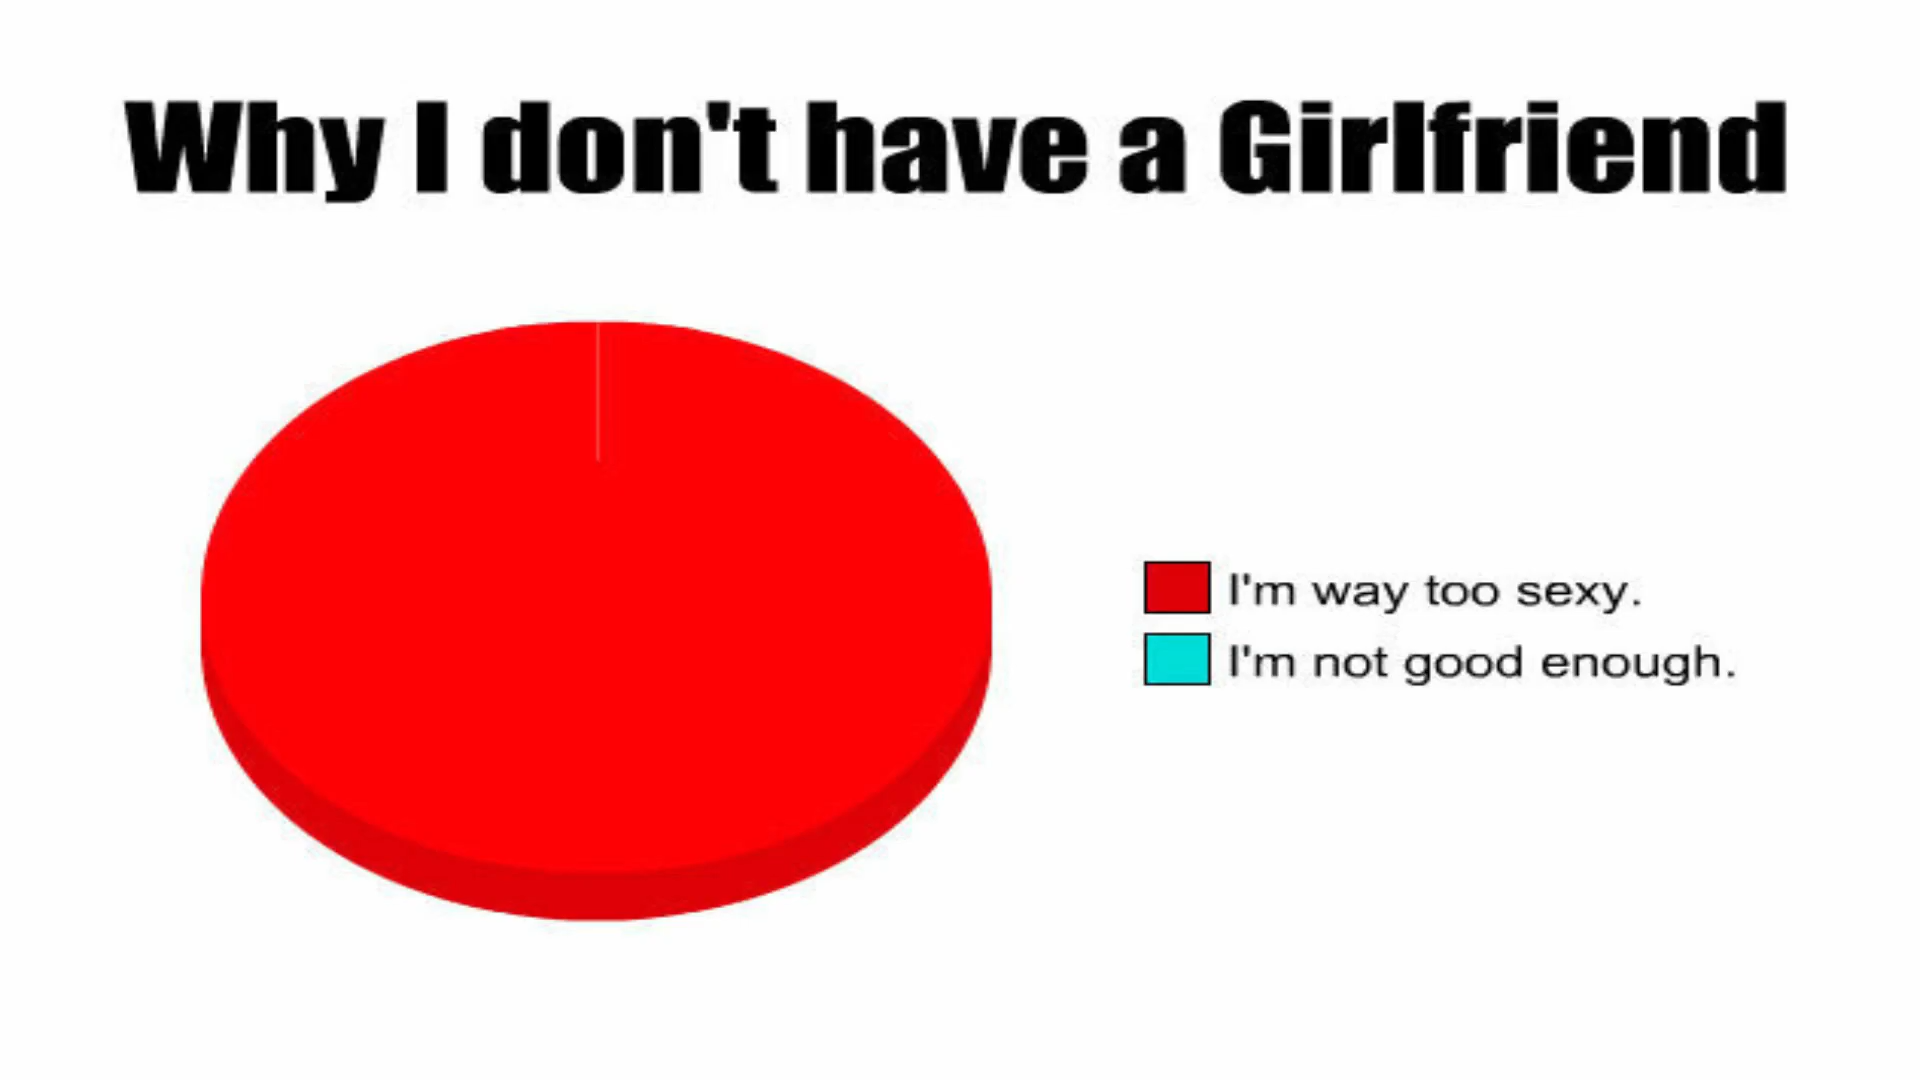 Why I don't have a Girlfriend
I'm way too sexy.
I'm not good enough.